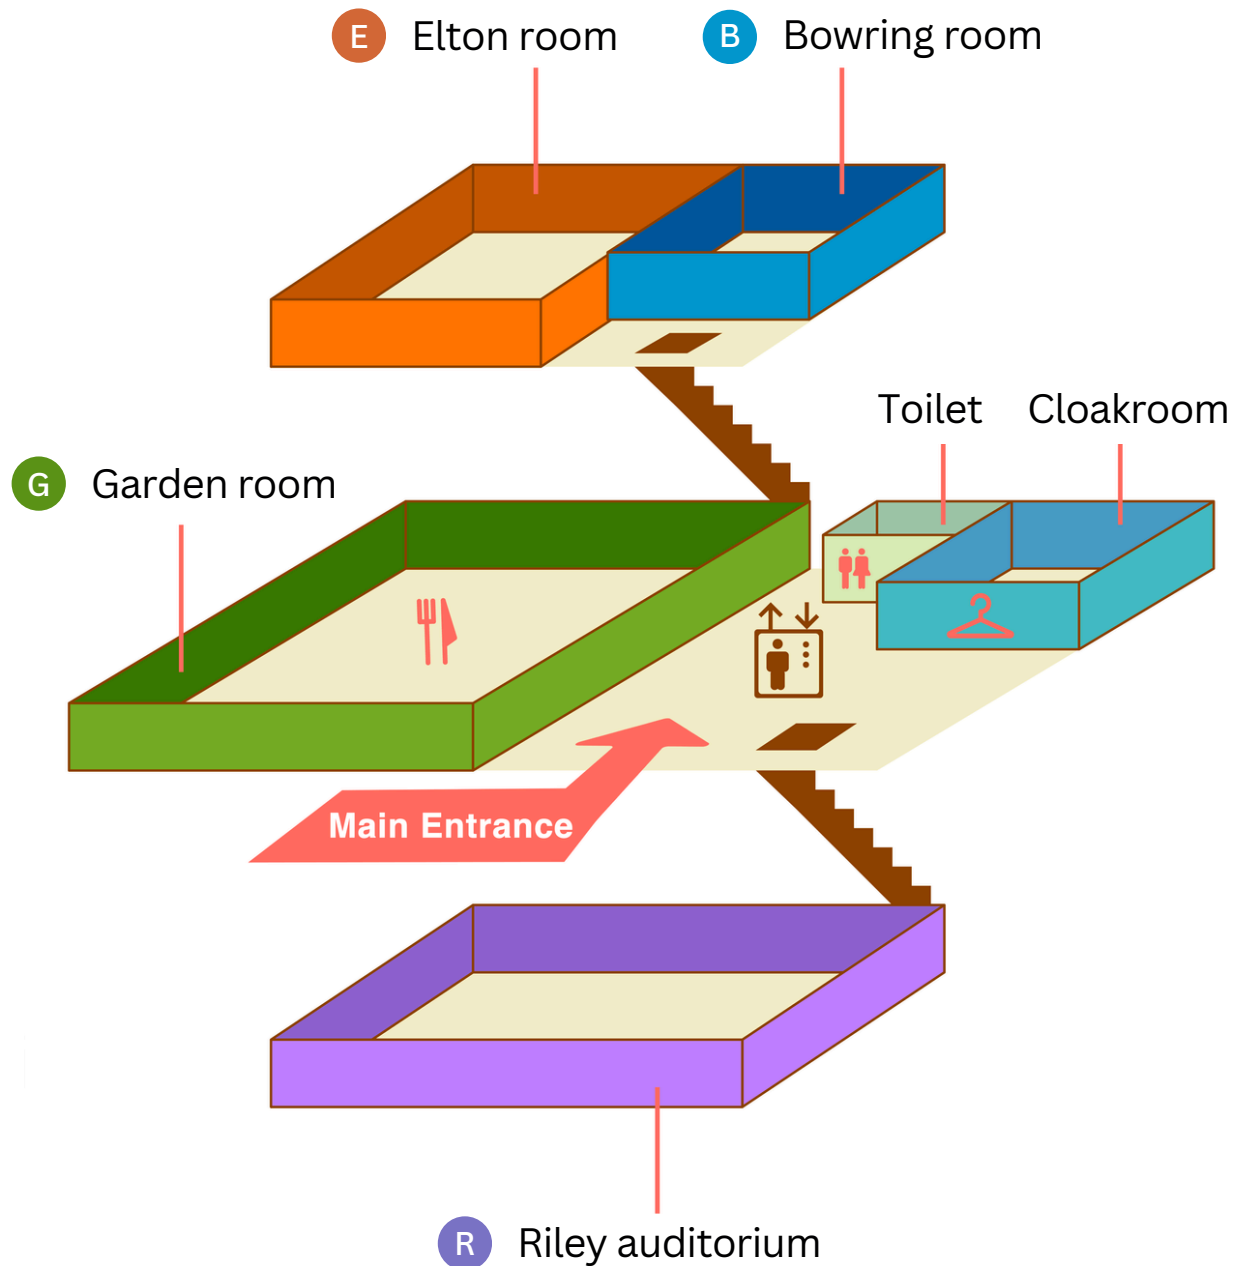 E Elton room
B Bowring room
Toilet
Cloakroom
G Garden room
Main Entrance
R Riley auditorium